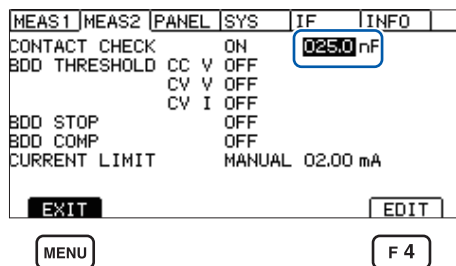 MEAS1 MEAS2 PANEL SYS IF INFO
CONTACT CHECK ON 025.0 nF
BDD THRESHOLD CC V OFF
CV V OFF
CV I OFF
BDD STOP OFF
BDD COMP OFF
CURRENT LIMIT MANUAL 02.00 mA
EXIT EDIT
MENU F 4